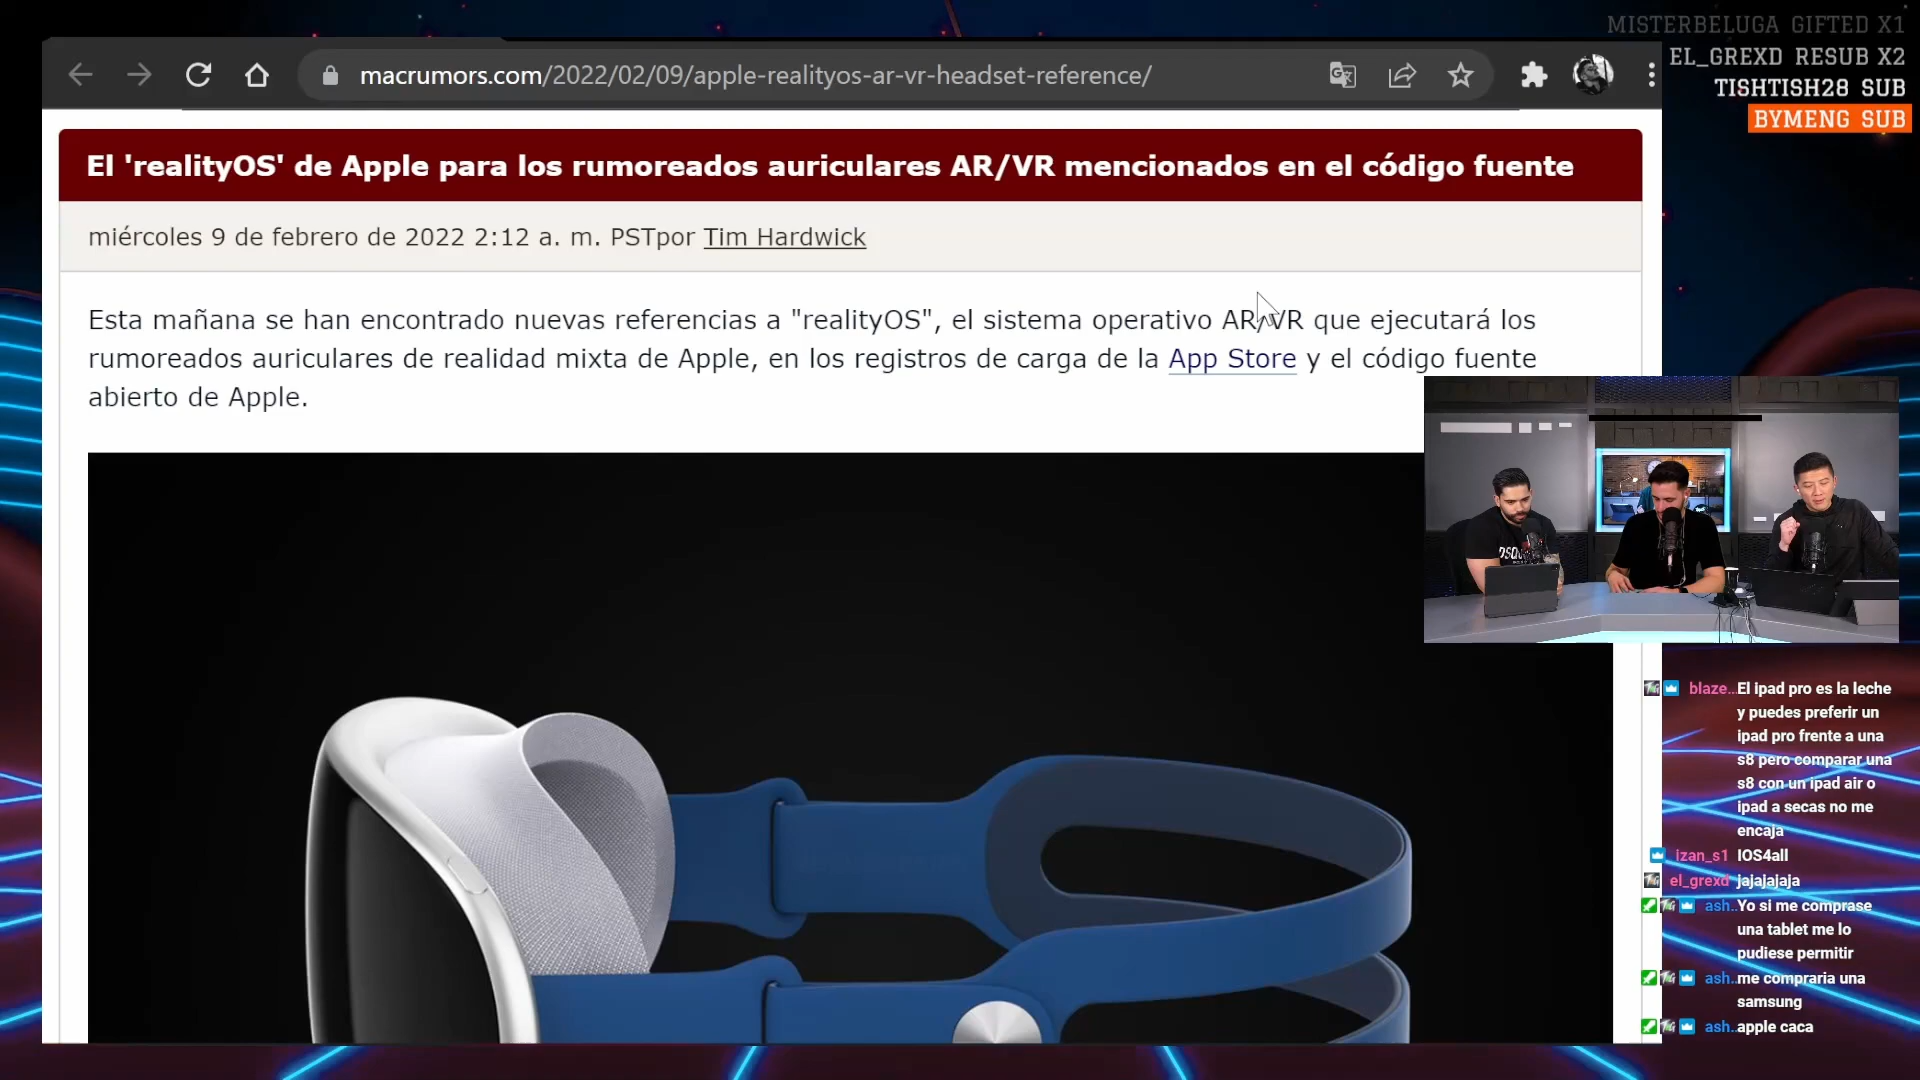 MISTERBELUGA GIFTED X1
EL_GREXD RESUB X2
TISHTISH28 SUB
BYMENG SUB
macrumors.com/2022/02/09/apple-realityos-ar-vr-headset-reference/
El 'realityOS' de Apple para los rumoreados auriculares AR/VR mencionados en el código fuente
miércoles 9 de febrero de 2022 2:12 a. m. PSTpor Tim Hardwick
Esta mañana se han encontrado nuevas referencias a "realityOS", el sistema operativo AR/VR que ejecutará los
rumoreados auriculares de realidad mixta de Apple, en los registros de carga de la App Store y el código fuente
abierto de Apple.
blaze.. El ipad pro es la leche
y puedes preferir un
ipad pro frente a una
s8 pero comparar una
s8 con un ipad air o
ipad a secas no me
encaja
izan_s1 IOS4all
el_grexd jajajajaja
ash.. Yo si me comprase
una tablet me lo
pudiese permitir
ash.. me compraria una
samsung
ash.. apple caca